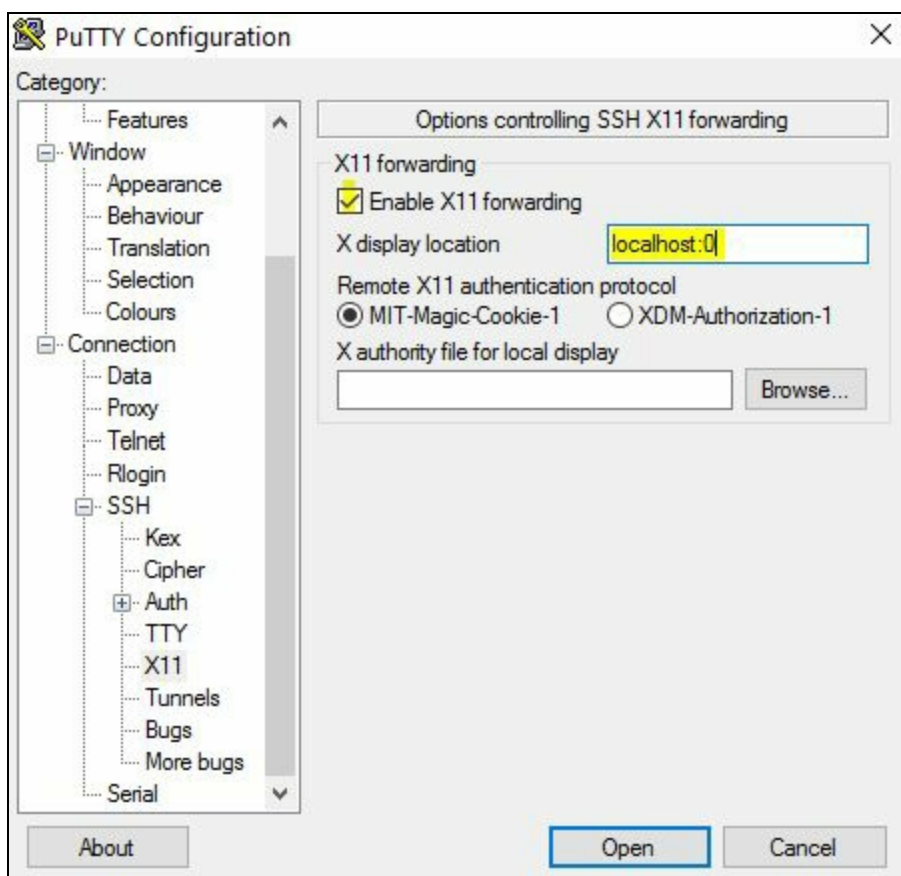 PuTTY Configuration
Category:
Features
Window
Appearance
Behaviour
Translation
Selection
Colours
Connection
Data
Proxy
Telnet
Rlogin
SSH
Kex
Cipher
Auth
TTY
X11
Tunnels
Bugs
More bugs
Serial
Options controlling SSH X11 forwarding
X11 forwarding
Enable X11 forwarding
X display location localhost:0
Remote X11 authentication protocol
MIT-Magic-Cookie-1 XDM-Authorization-1
X authority file for local display
Browse...
About Open Cancel